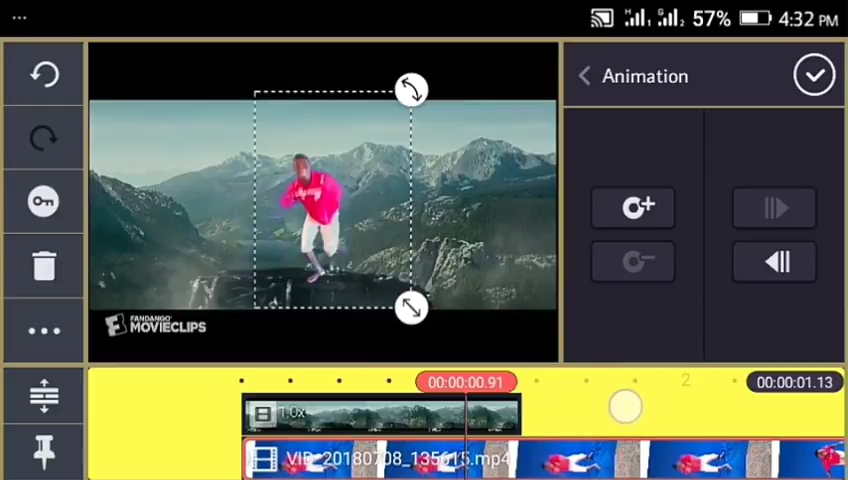 57% 4:32 PM
Animation
FANDANGO
MOVIECLIPS
00:00:00.91
2
00:00:01.13
1.0x
VID_20180708_135615.mp4